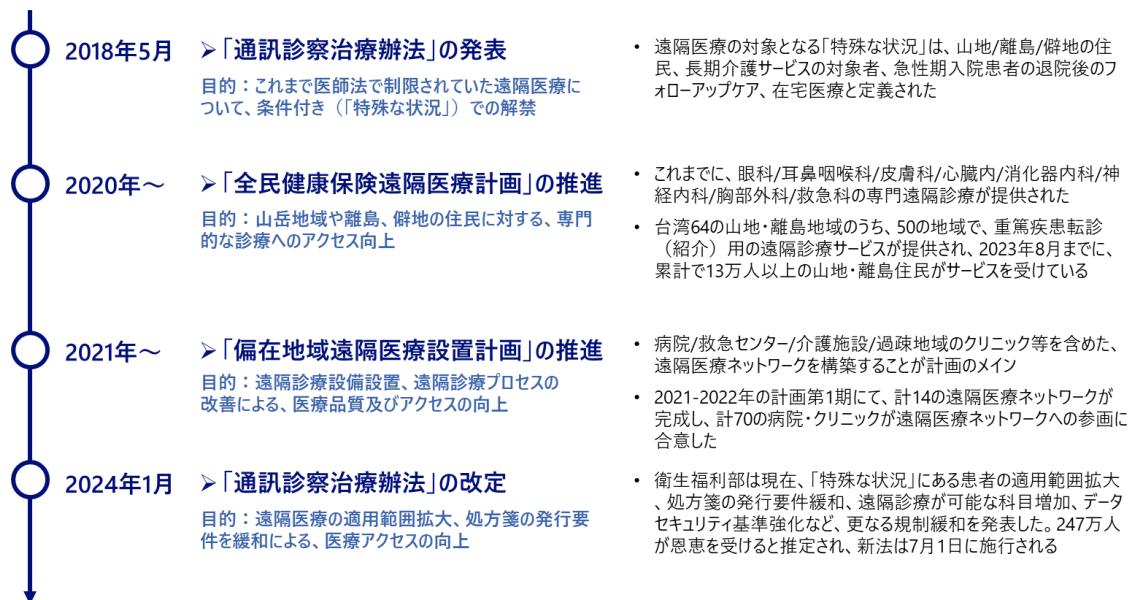 2018年5月
➢「通訊診察治療辦法」の発表
目的：これまで医師法で制限されていた遠隔医療に
ついて、条件付き（「特殊な状況」）での解禁
• 遠隔医療の対象となる「特殊な状況」は、山地/離島/僻地の住
民、長期介護サービスの対象者、急性期入院患者の退院後のフ
ォローアップケア、在宅医療と定義された
2020年～
➢「全民健康保険遠隔医療計画」の推進
目的：山岳地域や離島、僻地の住民に対する、専門
的な診療へのアクセス向上
• これまでに、眼科/耳鼻咽喉科/皮膚科/心臓内/消化器内科/神
経内科/胸部外科/救急科の専門遠隔診療が提供された
• 台湾64の山地・離島地域のうち、50の地域で、重篤疾患転診
（紹介）用の遠隔診療サービスが提供され、2023年8月までに、
累計で13万人以上の山地・離島住民がサービスを受けている
2021年～
➢「偏在地域遠隔医療設置計画」の推進
目的：遠隔診療設備設置、遠隔診療プロセスの
改善による、医療品質及びアクセスの向上
• 病院/救急センター/介護施設/過疎地域のクリニック等を含めた、
遠隔医療ネットワークを構築することが計画のメイン
• 2021-2022年の計画第1期にて、計14の遠隔医療ネットワークが
完成し、計70の病院・クリニックが遠隔医療ネットワークへの参画に
合意した
2024年1月
➢「通訊診察治療辦法」の改定
目的：遠隔医療の適用範囲拡大、処方箋の発行要
件を緩和による、医療アクセスの向上
• 衛生福利部は現在、「特殊な状況」にある患者の適用範囲拡大
、処方箋の発行要件緩和、遠隔診療が可能な科目増加、データ
セキュリティ基準強化など、更なる規制緩和を発表した。247万人
が恩恵を受けると推定され、新法は7月1日に施行される